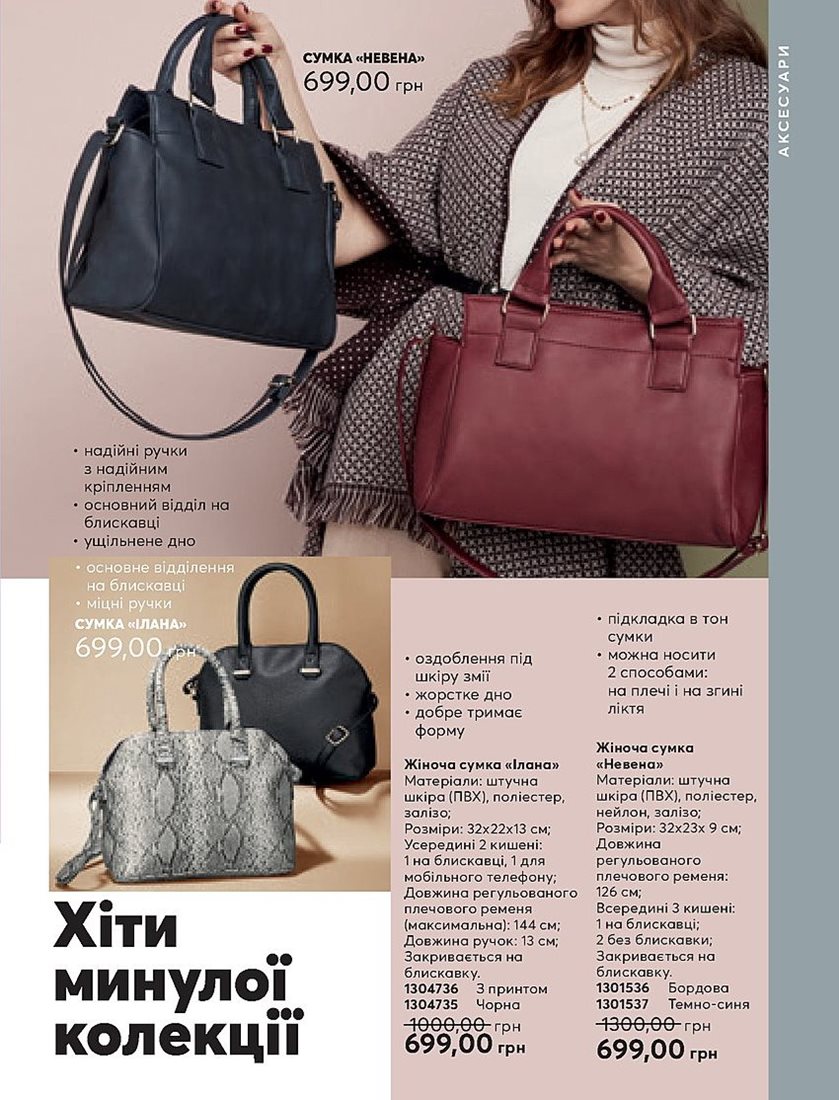 СУМКА «НЕВЕНА»
699,00 грн
АКСЕСУАРИ
• надійні ручки
з надійним
кріпленням
• основний відділ на
блискавці
• ущільнене дно
• основне відділення
на блискавці
• міцні ручки
СУМКА «ІЛАНА»
699,00 грн
• оздоблення під
шкіру змії
• жорстке дно
• добре тримає
форму
Жіноча сумка «Ілана»
Матеріали: штучна
шкіра (ПВХ), поліестер,
залізо;
Розміри: 32х22х13 см;
Усередині 2 кишені:
1 на блискавці, 1 для
мобільного телефону;
Довжина регульованого
плечового ременя
(максимальна): 144 см;
Довжина ручок: 13 см;
Закривається на
блискавку.
1304736 З принтом
1304735 Чорна
1000,00 грн
699,00 грн
• підкладка в тон
сумки
• можна носити
2 способами:
на плечі і на згині
ліктя
Жіноча сумка
«Невена»
Матеріали: штучна
шкіра (ПВХ), поліестер,
нейлон, залізо;
Розміри: 32х23х 9 см;
Довжина
регульованого
плечового ременя:
126 см;
Всередині 3 кишені:
1 на блискавці;
2 без блискавки;
Закривається на
блискавку.
1301536 Бордова
1301537 Темно-синя
1300,00 грн
699,00 грн
Хіти
минулої
колекції